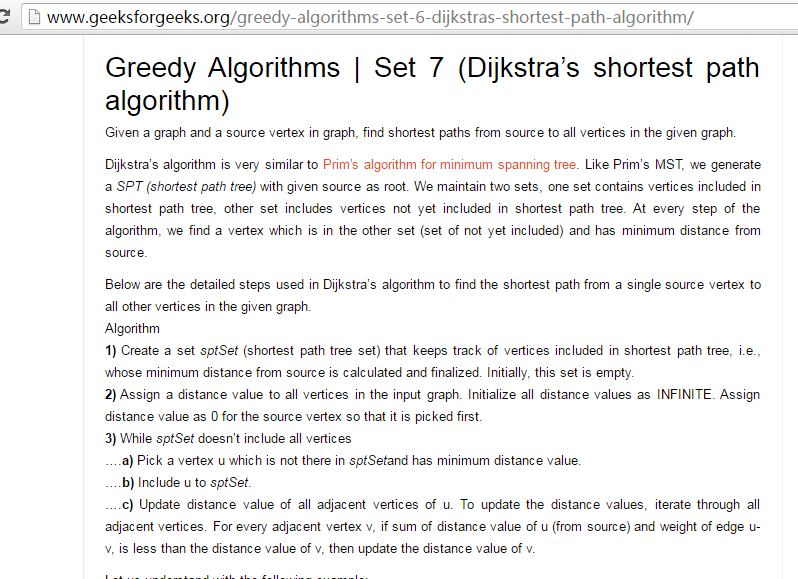 www.geeksforgeeks.org/greedy-algorithms-set-6-dijkstras-shortest-path-algorithm/
Greedy Algorithms | Set 7 (Dijkstra’s shortest path
algorithm)
Given a graph and a source vertex in graph, find shortest paths from source to all vertices in the given graph.
Dijkstra’s algorithm is very similar to Prim’s algorithm for minimum spanning tree. Like Prim’s MST, we generate
a SPT (shortest path tree) with given source as root. We maintain two sets, one set contains vertices included in
shortest path tree, other set includes vertices not yet included in shortest path tree. At every step of the
algorithm, we find a vertex which is in the other set (set of not yet included) and has minimum distance from
source.
Below are the detailed steps used in Dijkstra’s algorithm to find the shortest path from a single source vertex to
all other vertices in the given graph.
Algorithm
1) Create a set sptSet (shortest path tree set) that keeps track of vertices included in shortest path tree, i.e.,
whose minimum distance from source is calculated and finalized. Initially, this set is empty.
2) Assign a distance value to all vertices in the input graph. Initialize all distance values as INFINITE. Assign
distance value as 0 for the source vertex so that it is picked first.
3) While sptSet doesn’t include all vertices
….a) Pick a vertex u which is not there in sptSetand has minimum distance value.
….b) Include u to sptSet.
….c) Update distance value of all adjacent vertices of u. To update the distance values, iterate through all
adjacent vertices. For every adjacent vertex v, if sum of distance value of u (from source) and weight of edge u-
v, is less than the distance value of v, then update the distance value of v.
Let us understand with the following example: